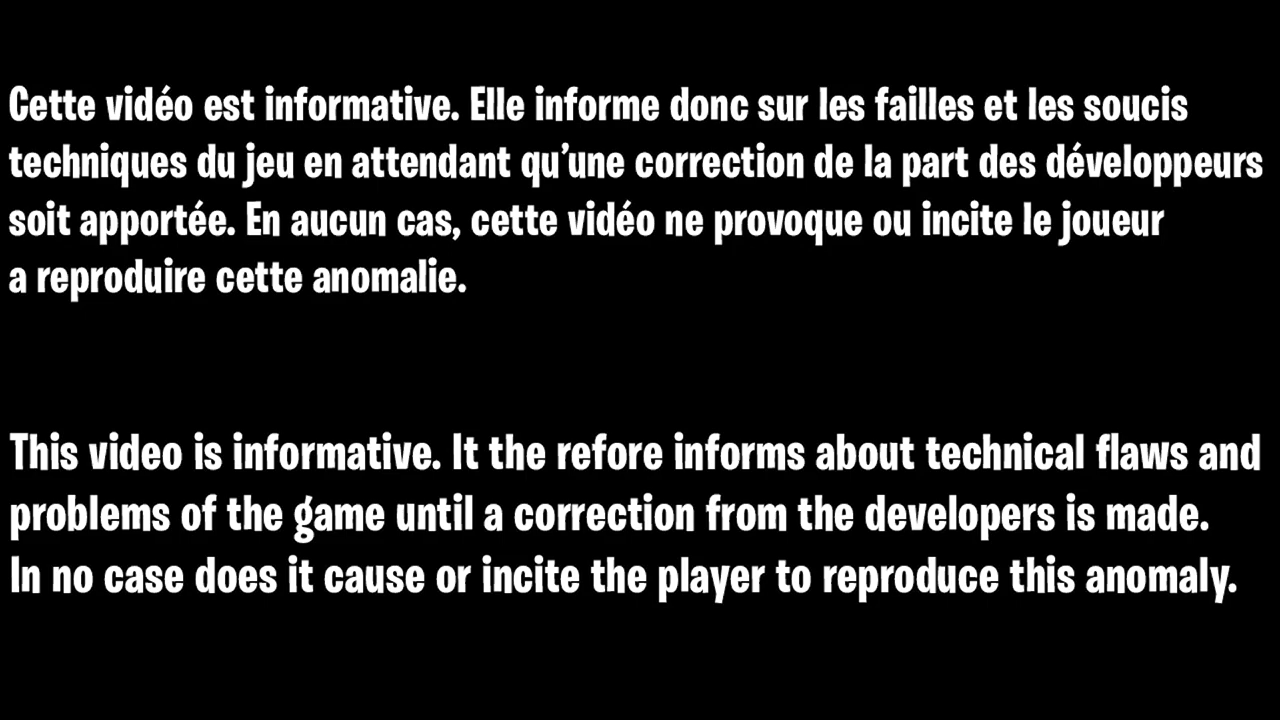 Cette vidéo est informative. Elle informe donc sur les failles et les soucis
techniques du jeu en attendant qu’une correction de la part des développeurs
soit apportée. En aucun cas, cette vidéo ne provoque ou incite le joueur
a reproduire cette anomalie.
This video is informative. It the refore informs about technical flaws and
problems of the game until a correction from the developers is made.
In no case does it cause or incite the player to reproduce this anomaly.